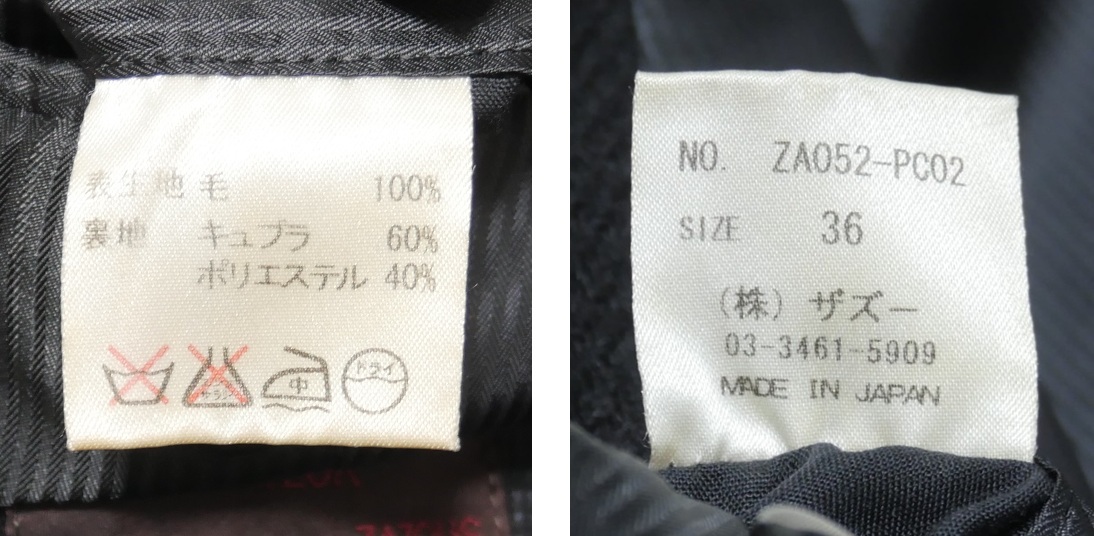 表生地 毛 100%
裏地 キュプラ 60%
ポリエステル 40%
中
ドライ
NO. ZA052-PC02
SIZE 36
(株) ザズー
03-3461-5909
MADE IN JAPAN